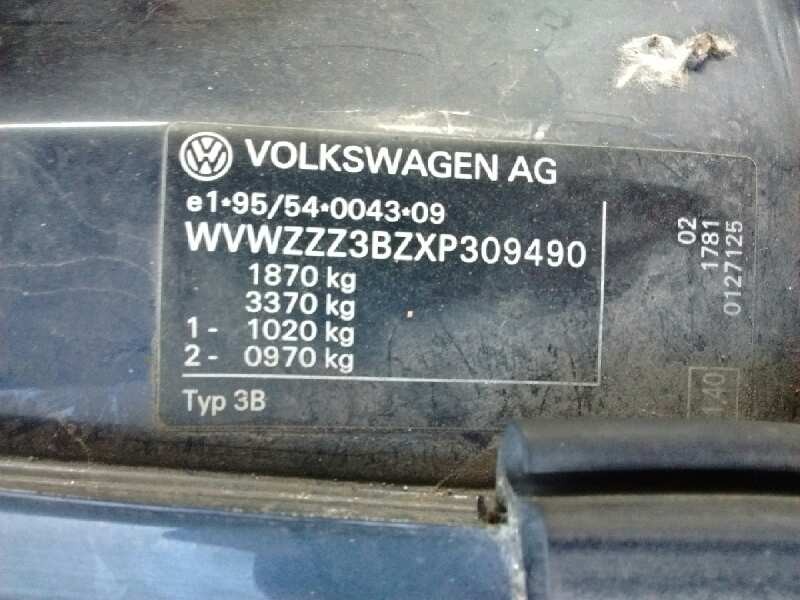 VOLKSWAGEN AG
e1*95/54*0043*09
WVWZZZ3BZXP309490
1870 kg
3370 kg
1 - 1020 kg
2 - 0970 kg
Typ 3B
02
1781
0127125